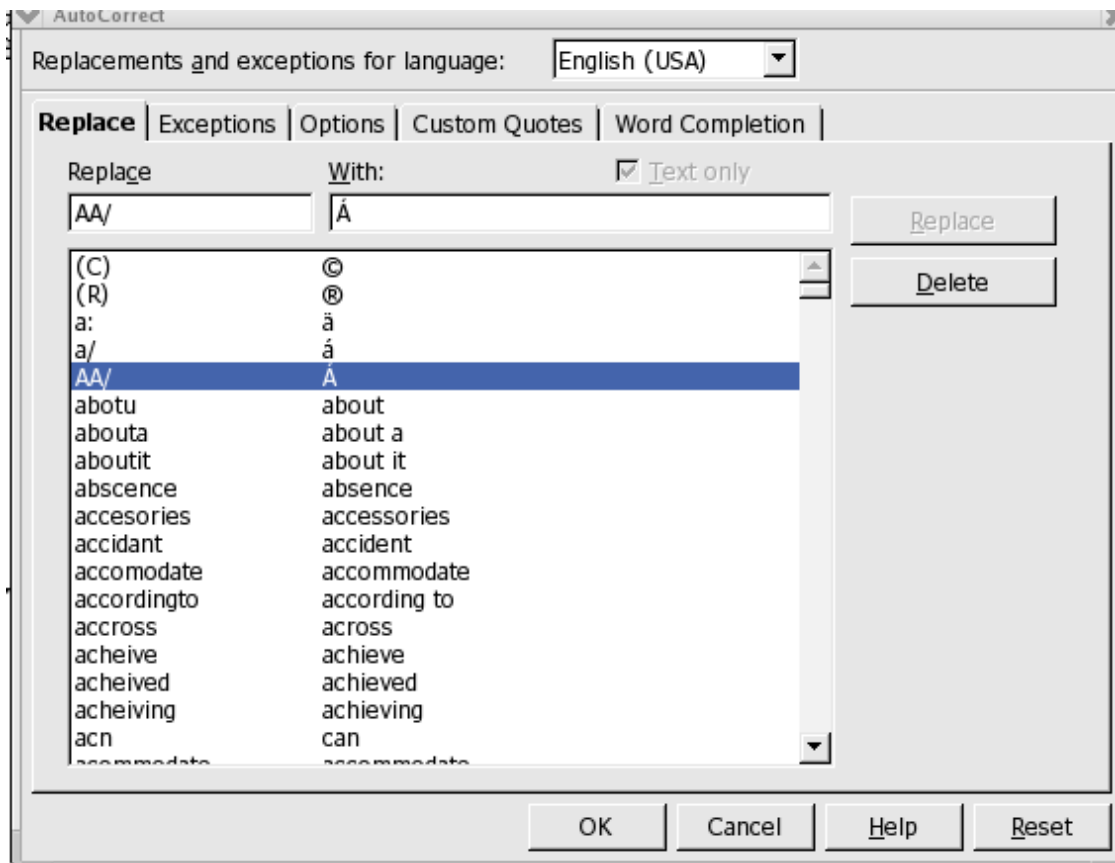 AutoCorrect
Replacements and exceptions for language: English (USA)
Replace Exceptions Options Custom Quotes Word Completion
Replace With: Text only
AA/ Á Replace
(C) ©
Delete
(R) ®
a: ä
a/ á
AA/ Á
abotu about
abouta about a
aboutit about it
abscence absence
accesories accessories
accidant accident
accomodate accommodate
accordingto according to
accross across
acheive achieve
acheived achieved
acheiving achieving
acn can
acommodate accommodate
OK Cancel Help Reset